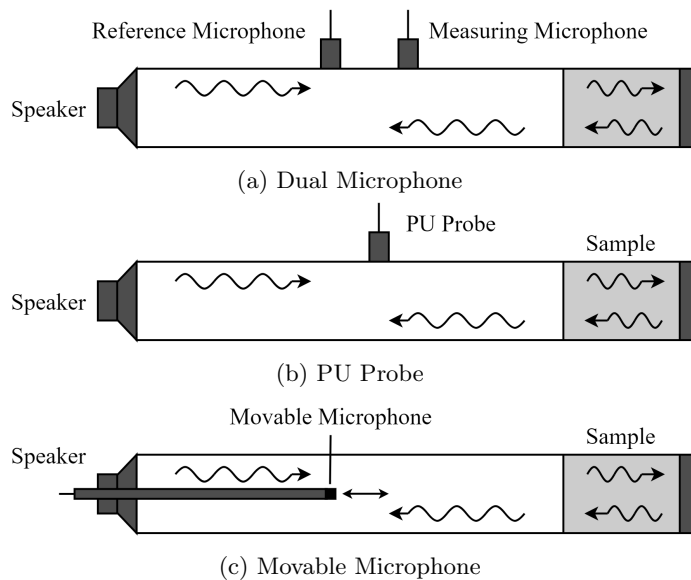 Reference Microphone
Measuring Microphone
Speaker
(a) Dual Microphone
PU Probe
Sample
Speaker
(b) PU Probe
Movable Microphone
Sample
Speaker
(c) Movable Microphone